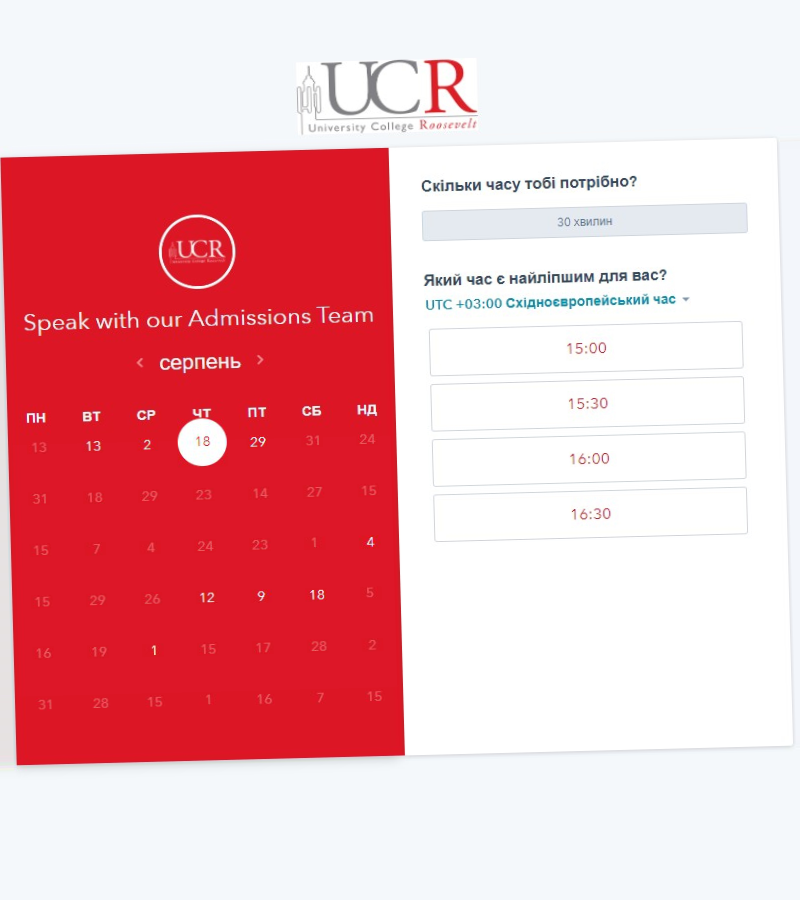 UCR
University College Roosevelt
UCR
Speak with our Admissions Team
серпень
ПН ВТ СР ЧТ ПТ СБ НД
13 13 2 18 29 31 24
31 18 29 23 14 27 15
15 7 4 24 23 1 4
15 29 26 12 9 18 5
16 19 1 15 17 28 2
31 28 15 1 16 7 15
Скільки часу тобі потрібно?
30 хвилин
Який час є найліпшим для вас?
UTC +03:00 Східноєвропейський час
15:00
15:30
16:00
16:30